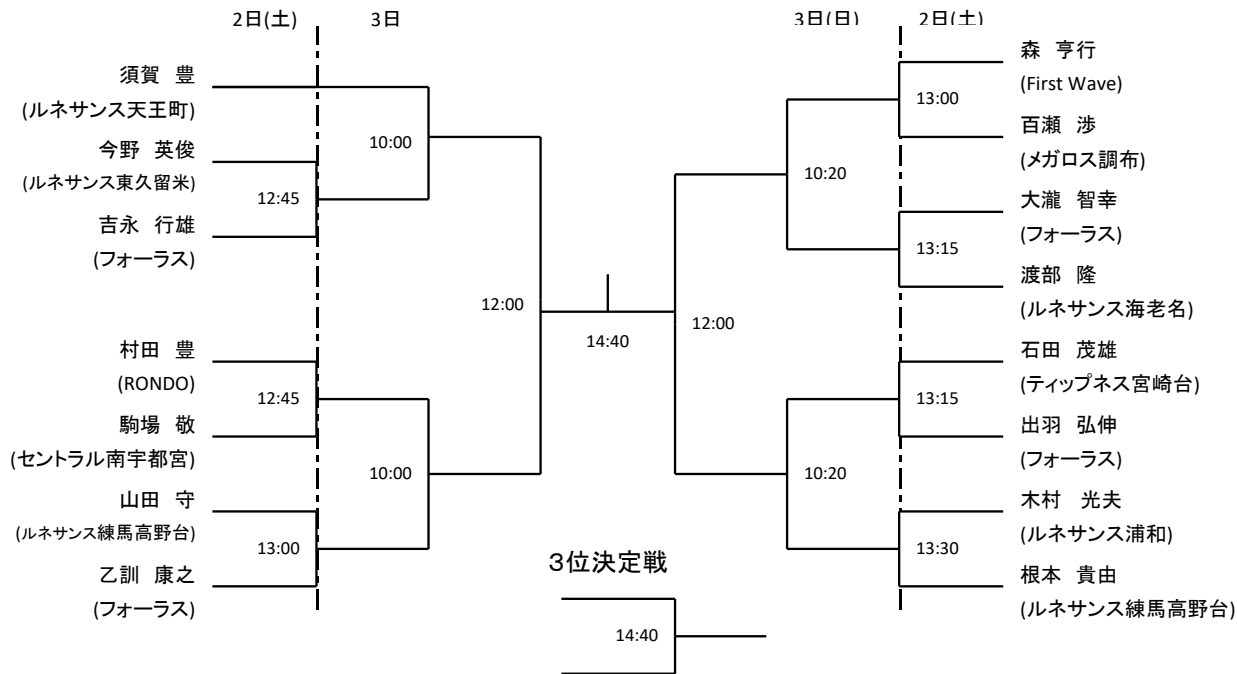 2日(土)
3日
須賀 豊
(ルネサンス天王町)
今野 英俊
(ルネサンス東久留米)
吉永 行雄
(フォーラス)
村田 豊
(RONDO)
駒場 敬
(セントラル南宇都宮)
山田 守
(ルネサンス練馬高野台)
乙訓 康之
(フォーラス)
12:45
12:45
13:00
10:00
10:00
12:00
14:40
12:00
10:20
10:20
3日(日)
2日(土)
13:00
13:15
13:15
13:30
森 亨行
(First Wave)
百瀬 渉
(メガロス調布)
大瀧 智幸
(フォーラス)
渡部 隆
(ルネサンス海老名)
石田 茂雄
(ティップネス宮崎台)
出羽 弘伸
(フォーラス)
木村 光夫
(ルネサンス浦和)
根本 貴由
(ルネサンス練馬高野台)
3位決定戦
14:40